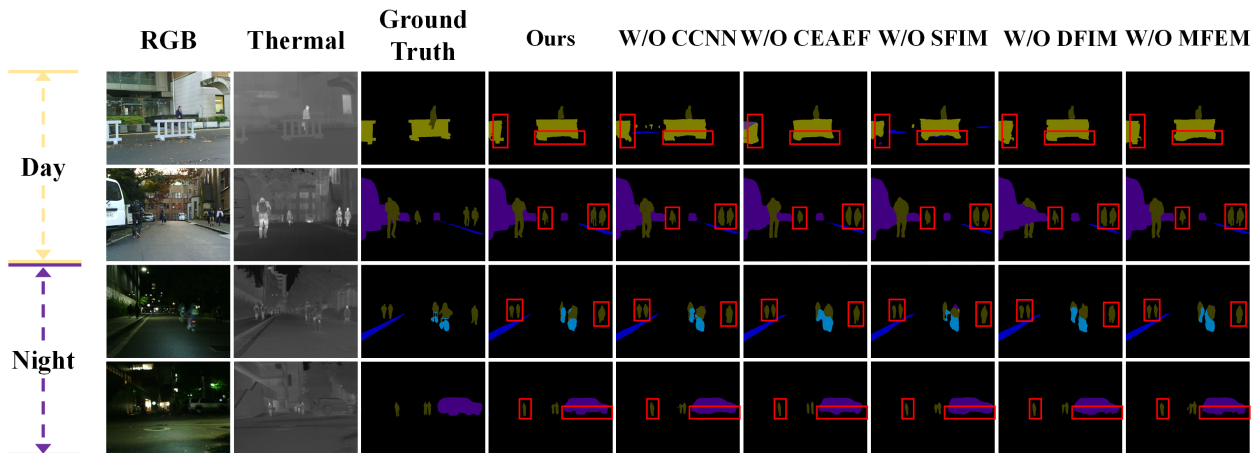 RGB
Thermal
Ground
Truth
Ours
W/O CCNN
W/O CEAEF
W/O SFIM
W/O DFIM
W/O MFEM
Day
Night